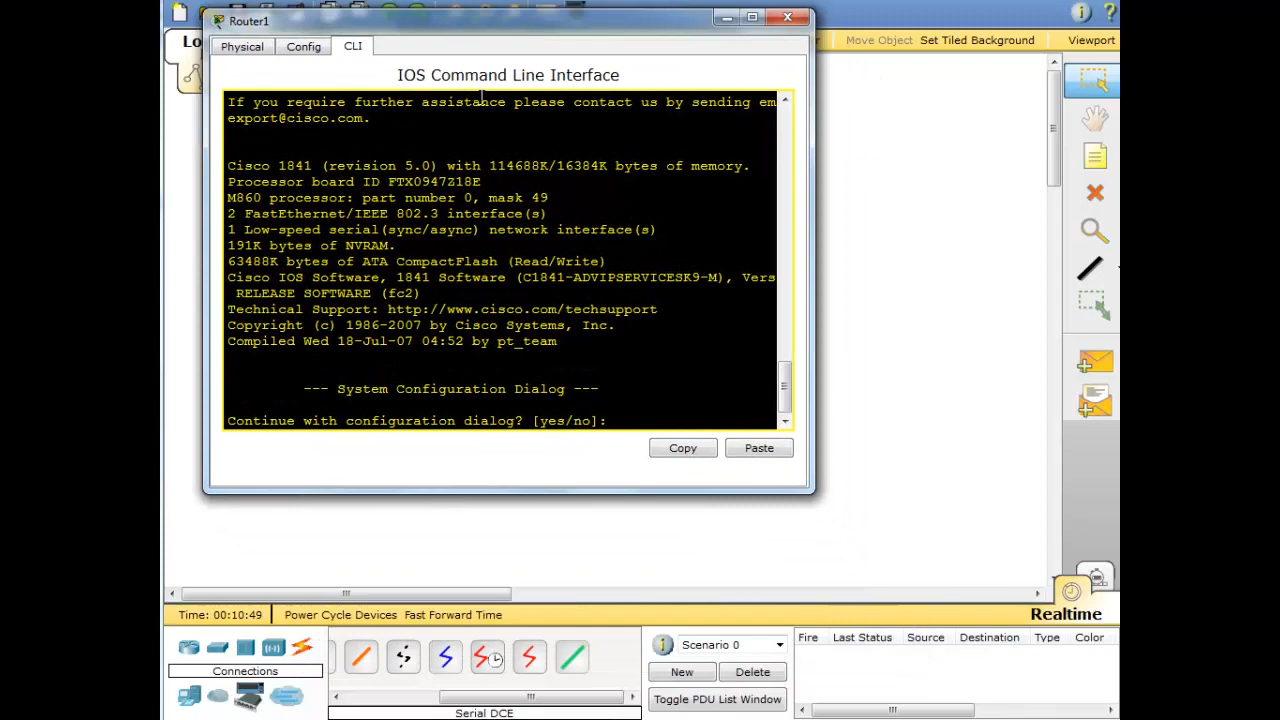 Router1
Lo
Physical
Config
CLI
Move Object
Set Tiled Background
Viewport
IOS Command Line Interface
If you require further assistance please contact us by sending em
export@cisco.com.
Cisco 1841 (revision 5.0) with 114688K/16384K bytes of memory.
Processor board ID FTX0947Z18E
M860 processor: part number 0, mask 49
2 FastEthernet/IEEE 802.3 interface(s)
1 Low-speed serial(sync/async) network interface(s)
191K bytes of NVRAM.
63488K bytes of ATA CompactFlash (Read/Write)
Cisco IOS Software, 1841 Software (C1841-ADVIPSERVICESK9-M), Vers
RELEASE SOFTWARE (fc2)
Technical Support: http://www.cisco.com/techsupport
Copyright (c) 1986-2007 by Cisco Systems, Inc.
Compiled Wed 18-Jul-07 04:52 by pt_team
--- System Configuration Dialog ---
Continue with configuration dialog? [yes/no]:
Copy
Paste
Time: 00:10:49
Power Cycle Devices
Fast Forward Time
Realtime
Connections
Serial DCE
Scenario 0
New
Delete
Toggle PDU List Window
Fire
Last Status
Source
Destination
Type
Color